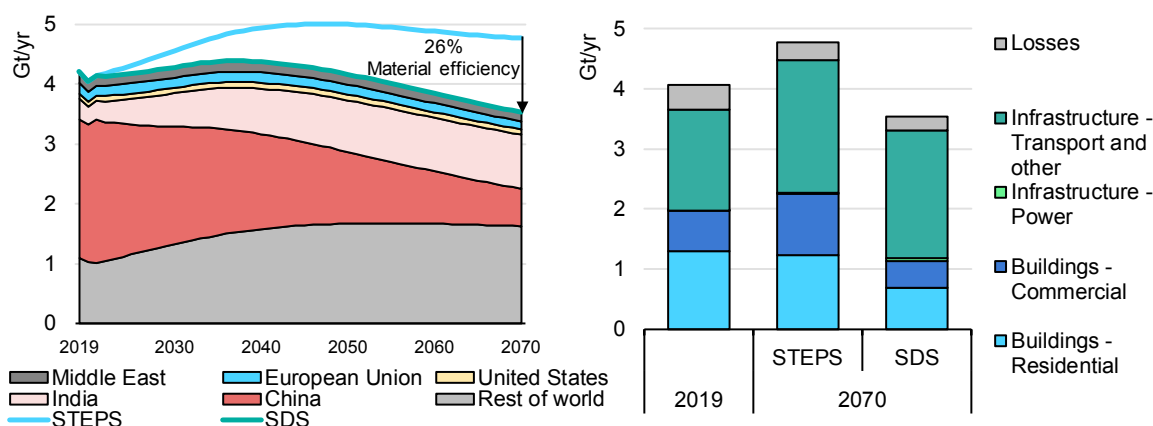 Gt/yr
5
4
3
2
1
0
26%
Material efficiency
2019
2030
2040
2050
2060
2070
Middle East
European Union
United States
India
China
Rest of world
STEPS
SDS
Gt/yr
5
4
3
2
1
0
STEPS
SDS
2019
2070
Losses
Infrastructure -
Transport and
other
Infrastructure -
Power
Buildings -
Commercial
Buildings -
Residential